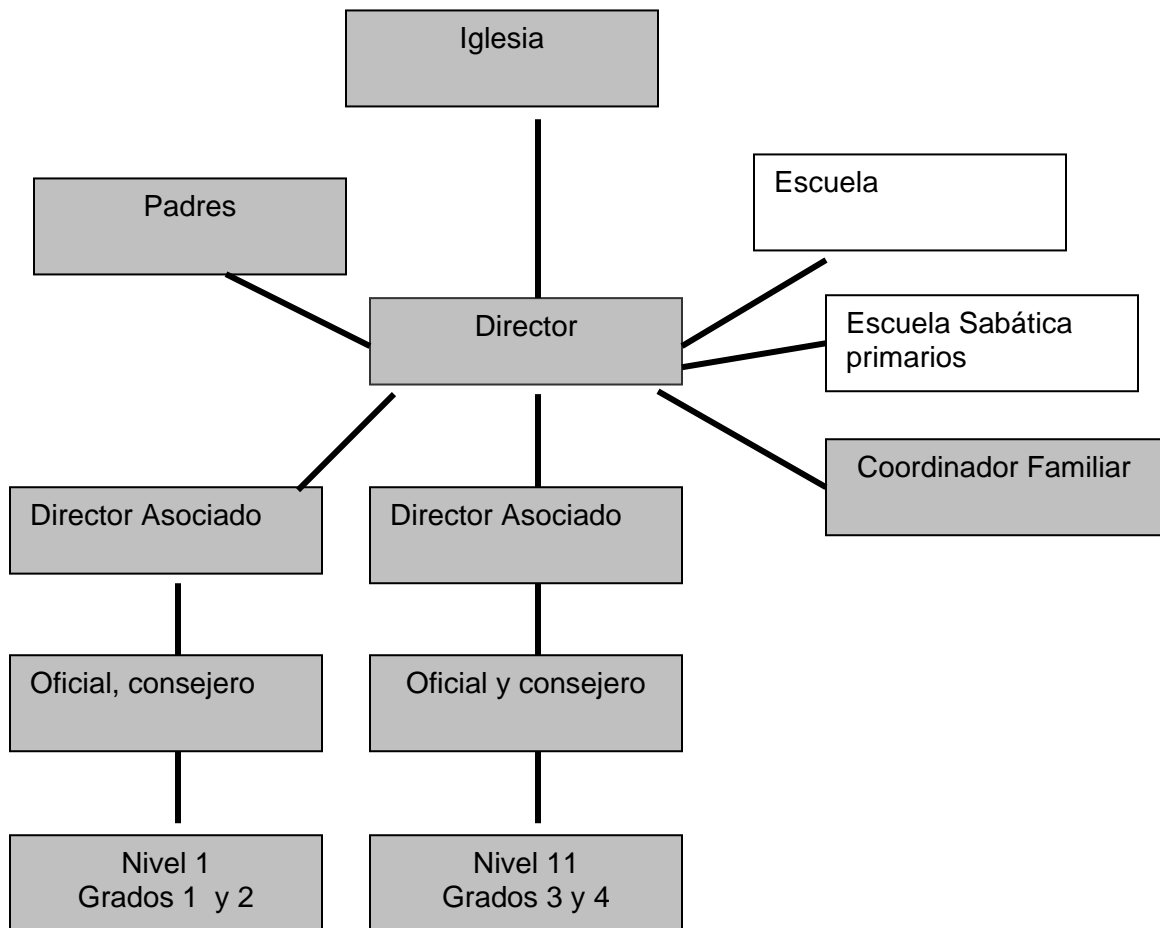 Iglesia
Padres
Escuela
Director
Escuela Sabática
primarios
Coordinador Familiar
Director Asociado
Director Asociado
Oficial, consejero
Oficial y consejero
Nivel 1
Grados 1  y 2
Nivel 11
Grados 3 y 4